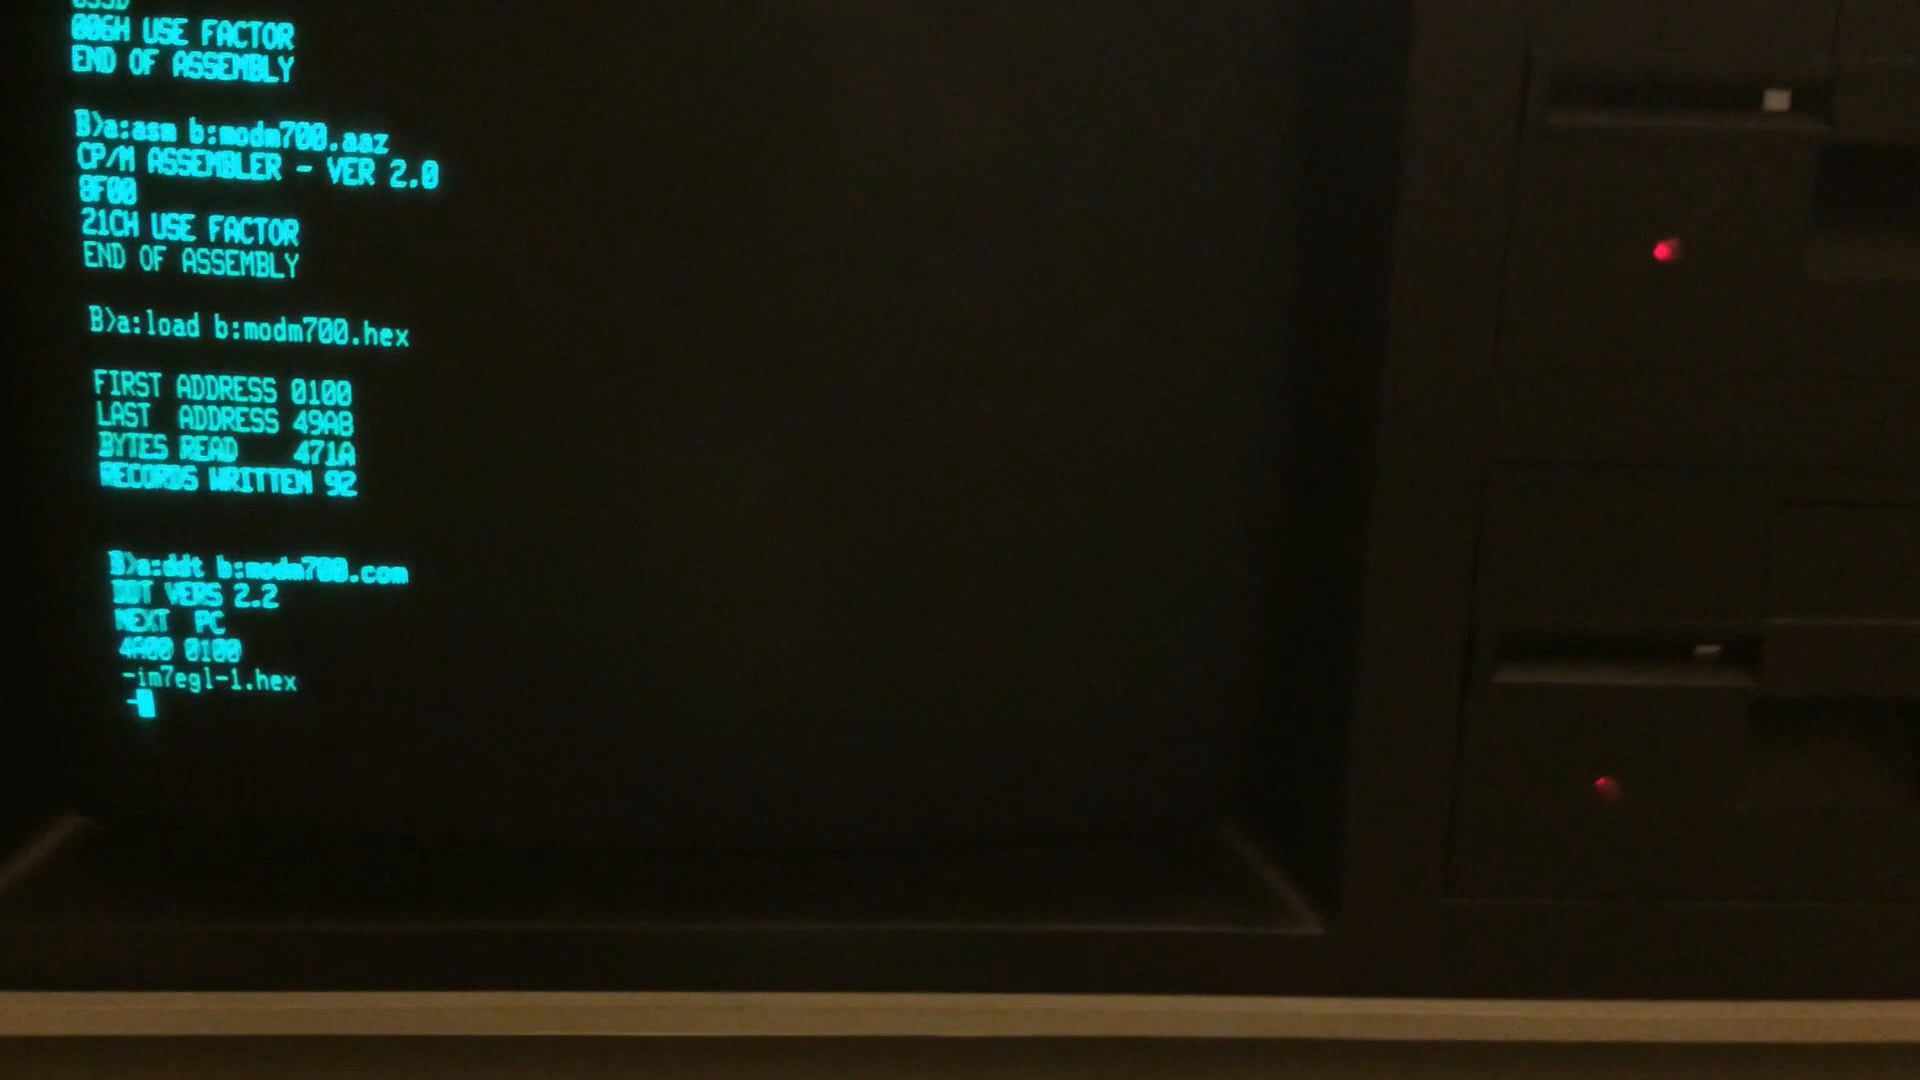 006H USE FACTOR
END OF ASSEMBLY
B>a:asm b:modm700.aaz
CP/M ASSEMBLER - VER 2.0
8F00
21CH USE FACTOR
END OF ASSEMBLY
B>a:load b:modm700.hex
FIRST ADDRESS 0100
LAST  ADDRESS 49AB
BYTES READ    471A
RECORDS WRITTEN 92
B>a:ddt b:modm700.com
DDT VERS 2.2
NEXT  PC
4A00 0100
-im7egl-1.hex
-